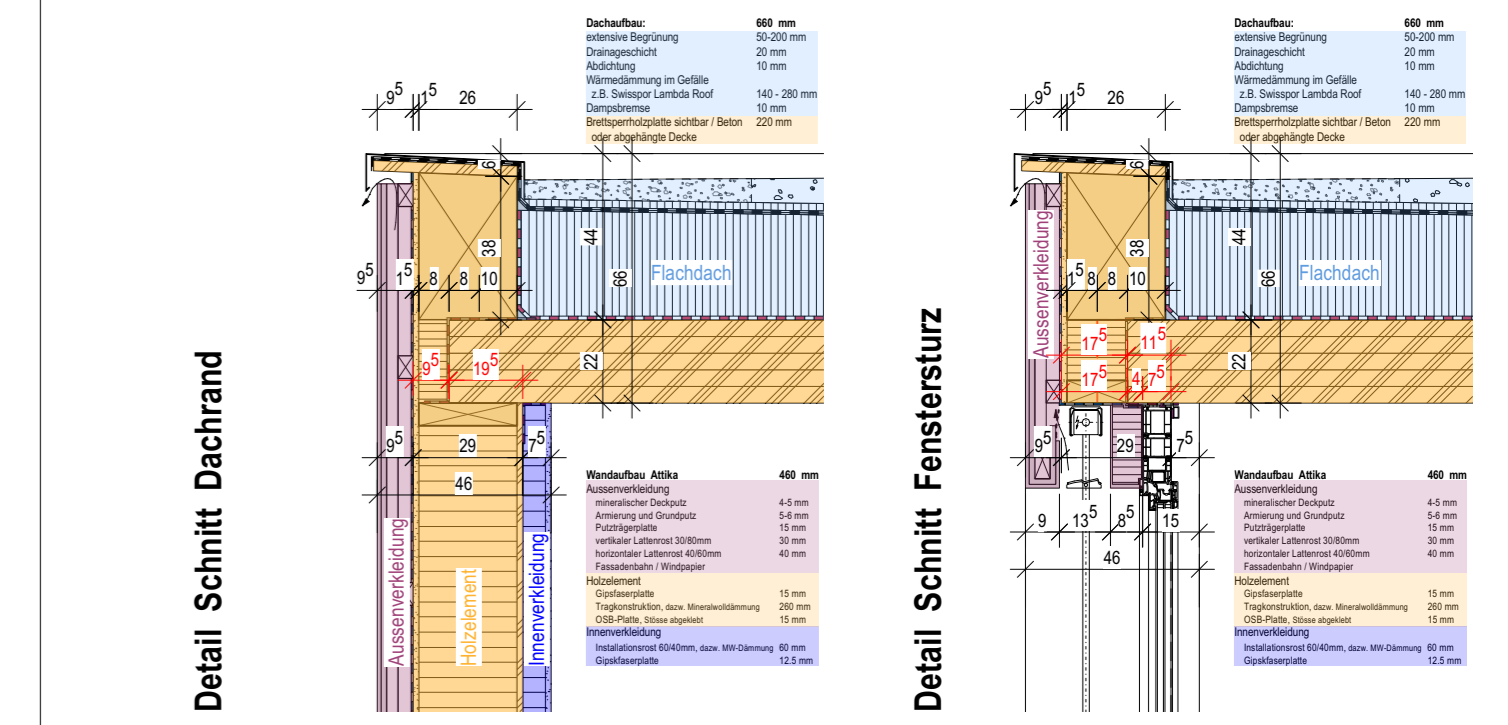 Detail Schnitt Dachrand
Dachaufbau: 660 mm
extensive Begrünung 50-200 mm
Drainageschicht 20 mm
Abdichtung 10 mm
Wärmedämmung im Gefälle
z.B. Swisspor Lambda Roof 140 - 280 mm
Dampsbremse 10 mm
Brettsperrholzplatte sichtbar / Beton 220 mm
oder abgehängte Decke
9⁵ 1⁵ 26
6
38
44
66
Flachdach
9⁵ 1⁵ 8 8 10
22
9⁵ 19⁵
9⁵ 29 7⁵
46
Aussenverkleidung
Holzelement
Innenverkleidung
Wandaufbau Attika 460 mm
Aussenverkleidung
mineralischer Deckputz 4-5 mm
Armierung und Grundputz 5-6 mm
Putzträgerplatte 15 mm
vertikaler Lattenrost 30/80mm 30 mm
horizontaler Lattenrost 40/60mm 40 mm
Fassadenbahn / Windpapier
Holzelement
Gipsfaserplatte 15 mm
Tragkonstruktion, dazw. Mineralwolldämmung 260 mm
OSB-Platte, Stösse abgeklebt 15 mm
Innenverkleidung
Installationsrost 60/40mm, dazw. MW-Dämmung 60 mm
Gipskfaserplatte 12.5 mm
Detail Schnitt Fenstersturz
Dachaufbau: 660 mm
extensive Begrünung 50-200 mm
Drainageschicht 20 mm
Abdichtung 10 mm
Wärmedämmung im Gefälle
z.B. Swisspor Lambda Roof 140 - 280 mm
Dampsbremse 10 mm
Brettsperrholzplatte sichtbar / Beton 220 mm
oder abgehängte Decke
9⁵ 1⁵ 26
6
38
44
66
Flachdach
Aussenverkleidung
1⁵ 8 8 10
22
17⁵ 11⁵
17⁵ 4 7⁵
9⁵ 29 7⁵
9 13⁵ 8⁵ 15
46
Wandaufbau Attika 460 mm
Aussenverkleidung
mineralischer Deckputz 4-5 mm
Armierung und Grundputz 5-6 mm
Putzträgerplatte 15 mm
vertikaler Lattenrost 30/80mm 30 mm
horizontaler Lattenrost 40/60mm 40 mm
Fassadenbahn / Windpapier
Holzelement
Gipsfaserplatte 15 mm
Tragkonstruktion, dazw. Mineralwolldämmung 260 mm
OSB-Platte, Stösse abgeklebt 15 mm
Innenverkleidung
Installationsrost 60/40mm, dazw. MW-Dämmung 60 mm
Gipskfaserplatte 12.5 mm